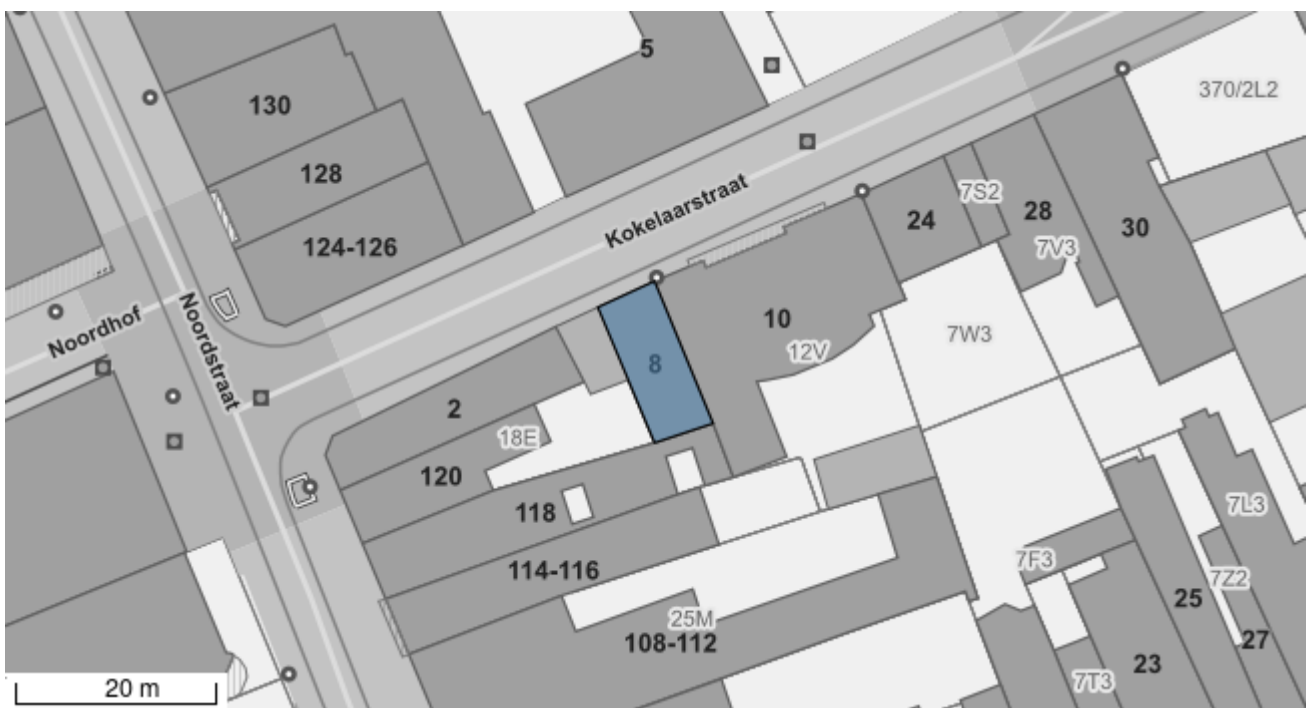 5
370/2L2
130
128
124-126
Kokelaarstraat
7S2
24
28
7V3
30
Noordhof
Noordstraat
8
10
12V
7W3
2
18E
120
118
114-116
25M
108-112
7F3
7L3
7Z2
25
27
23
7T3
20 m